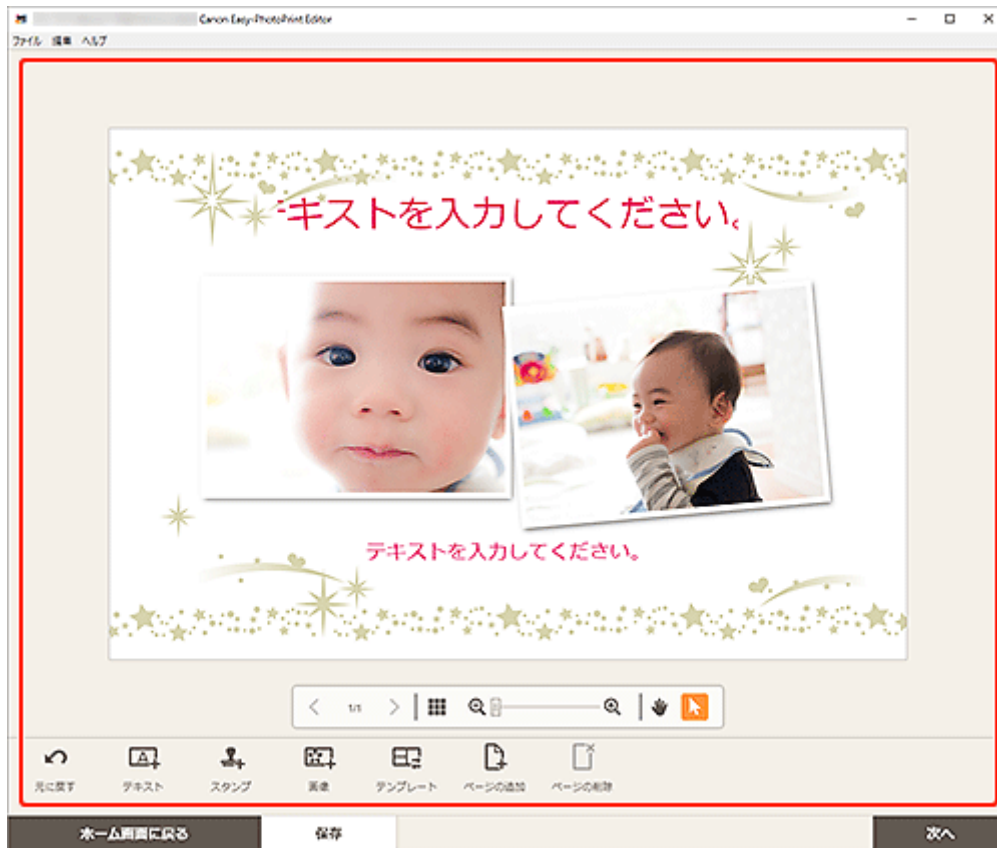 Canon Easy-PhotoPrint Editor
ファイル 編集 ヘルプ
キストを入力してください。
テキストを入力してください。
1/1
元に戻す テキスト スタンプ 画像 テンプレート ページの追加 ページの削除
ホーム画面に戻る 保存 次へ